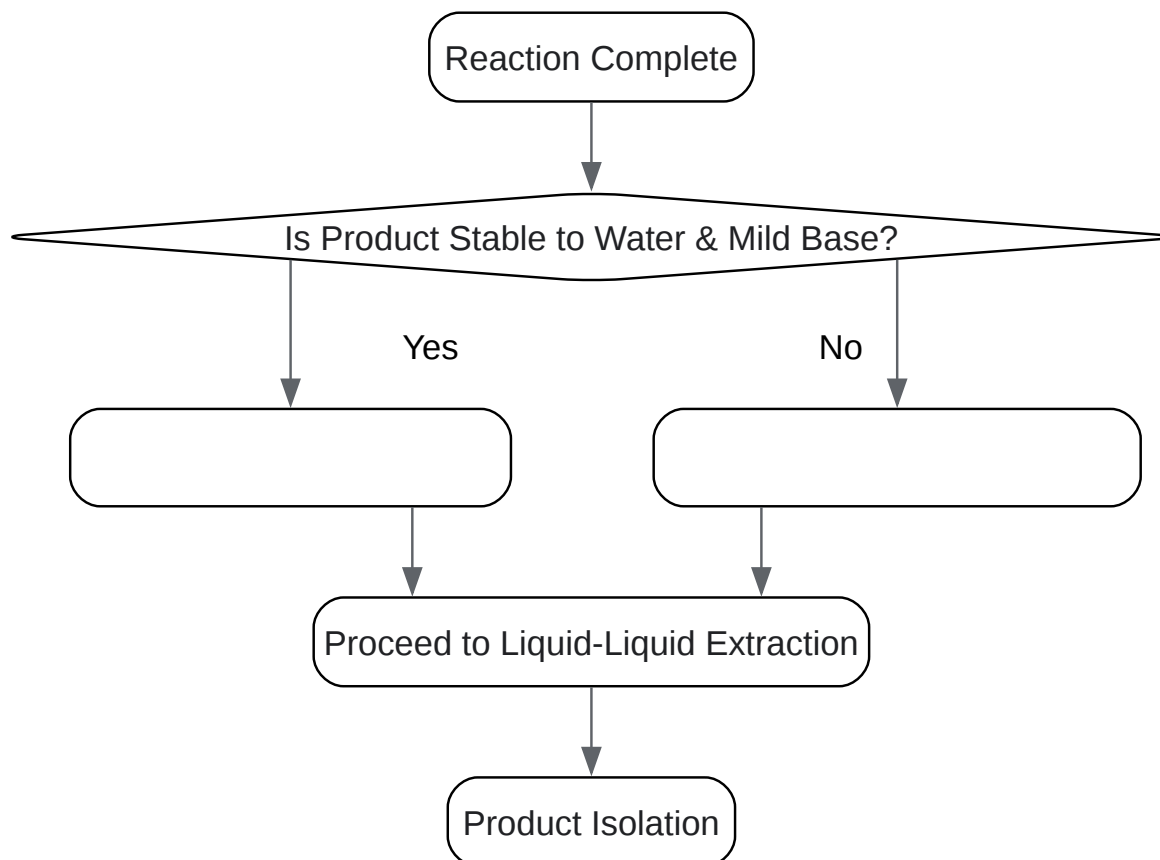 Reaction Complete
Is Product Stable to Water & Mild Base?
Yes
No
Proceed to Liquid-Liquid Extraction
Product Isolation